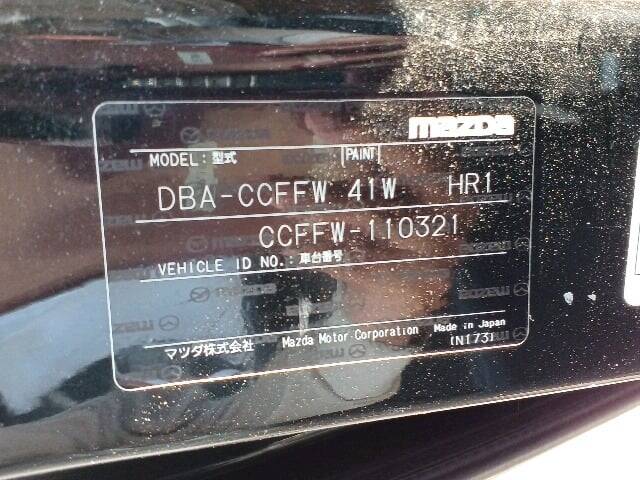 mazda
MODEL:型式 PAINT
DBA-CCFFW 41W HR1
CCFFW-110321
VEHICLE ID NO.:車台番号
マツダ株式会社 Mazda Motor Corporation Made in Japan
(N173)